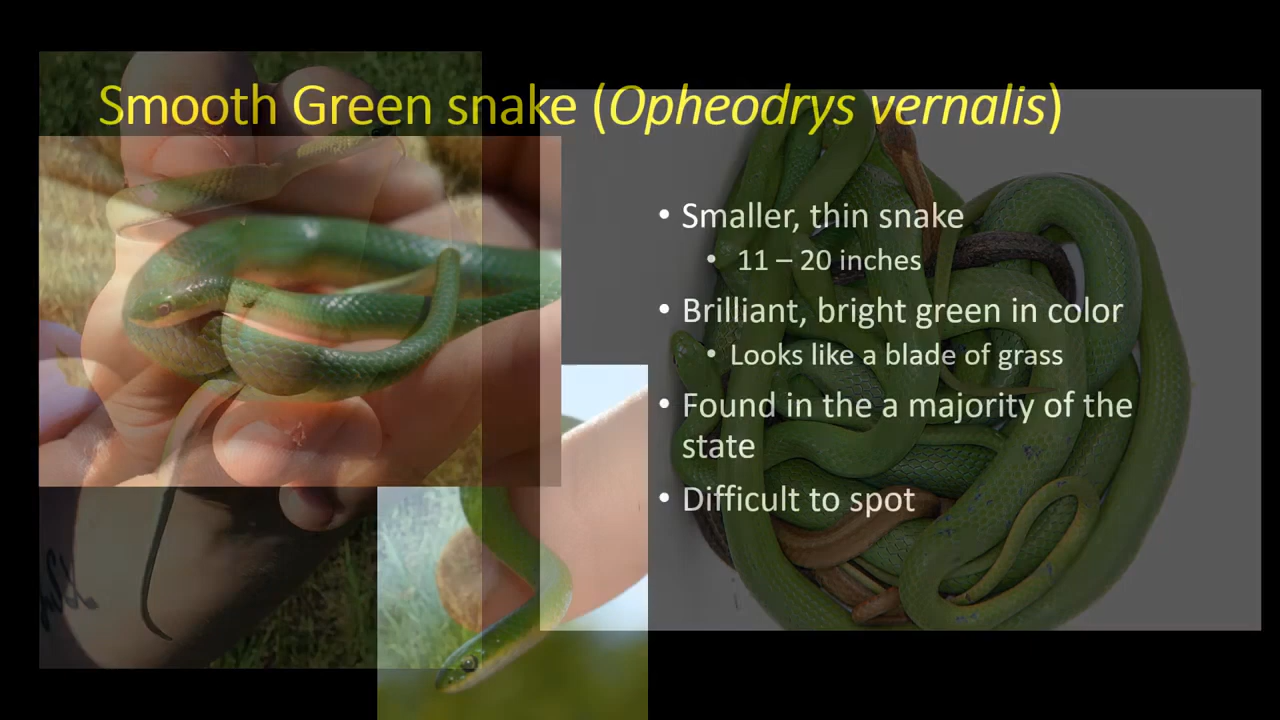 Smooth Green snake (Opheodrys vernalis)
• Smaller, thin snake
• 11 – 20 inches
• Brilliant, bright green in color
• Looks like a blade of grass
• Found in the a majority of the
state
• Difficult to spot